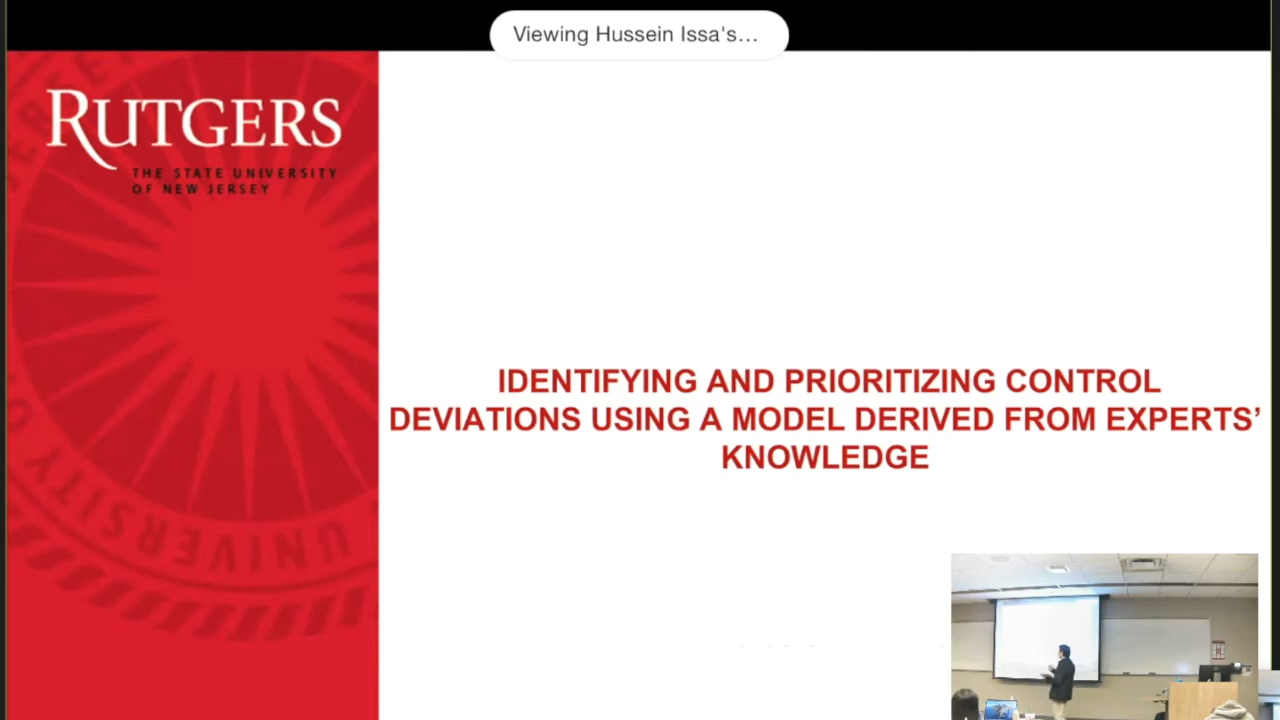 Viewing Hussein Issa's...
RUTGERS
THE STATE UNIVERSITY
OF NEW JERSEY
IDENTIFYING AND PRIORITIZING CONTROL
DEVIATIONS USING A MODEL DERIVED FROM EXPERTS’
KNOWLEDGE
UNIVERSITY